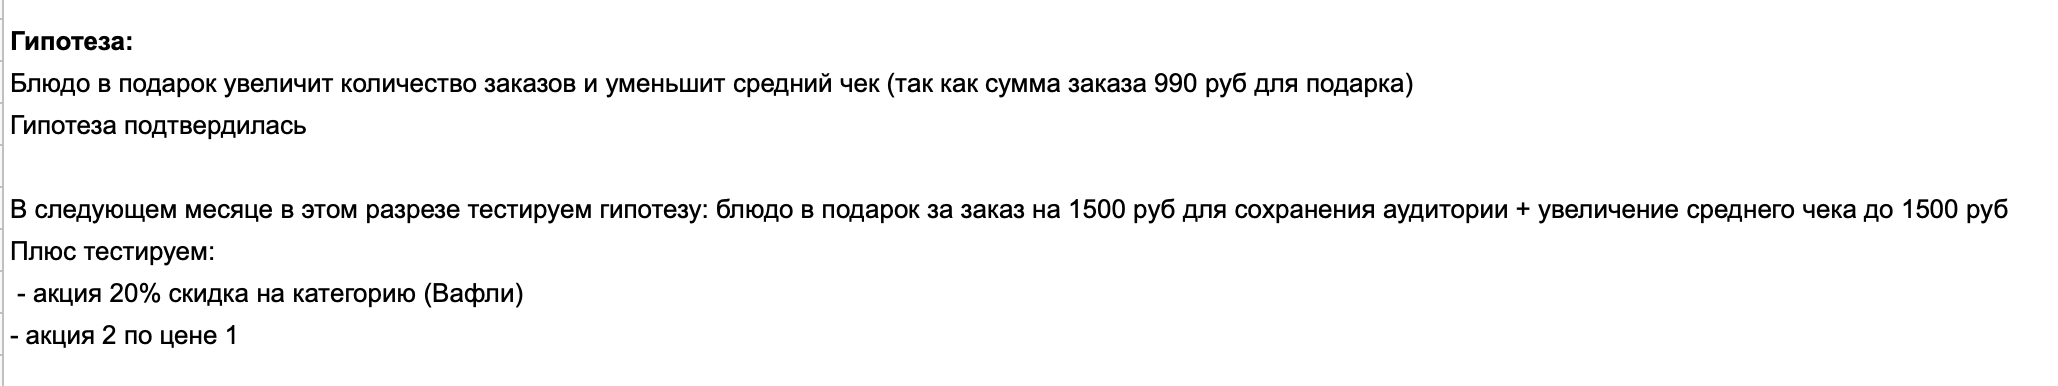 Гипотеза:
Блюдо в подарок увеличит количество заказов и уменьшит средний чек (так как сумма заказа 990 руб для подарка)
Гипотеза подтвердилась
В следующем месяце в этом разрезе тестируем гипотезу: блюдо в подарок за заказ на 1500 руб для сохранения аудитории + увеличение среднего чека до 1500 руб
Плюс тестируем:
- акция 20% скидка на категорию (Вафли)
- акция 2 по цене 1